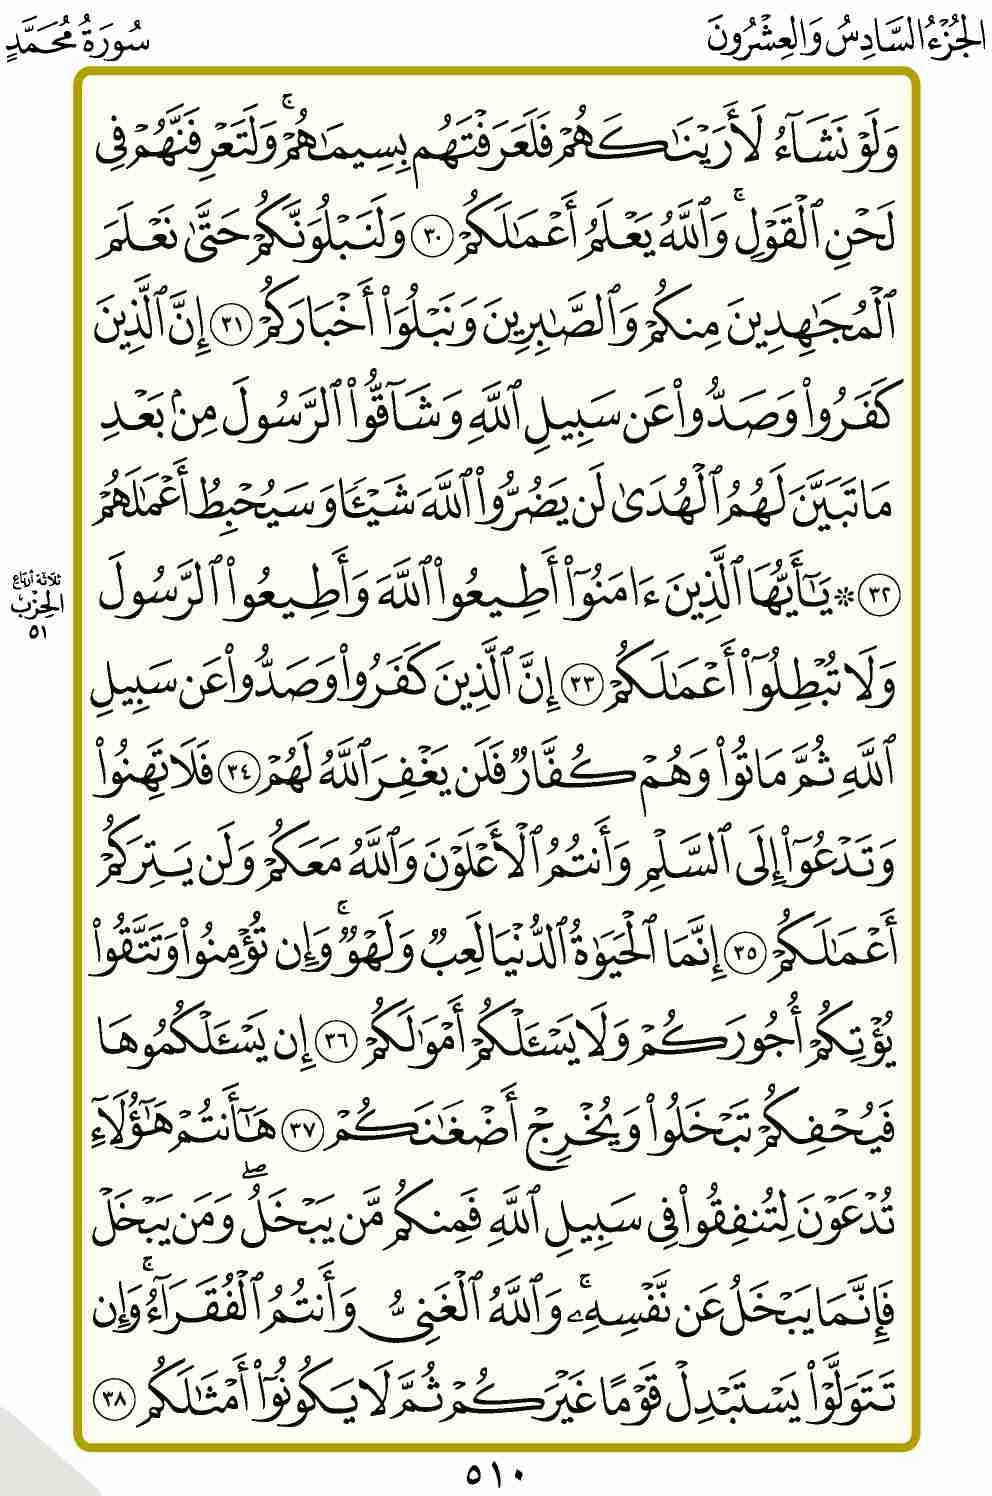 الجُزْءُ السَّادِسُ وَالعِشْرُونَ
سُورَةُ مُحَمَّدٍ
وَلَوْ نَشَآءُ لَأَرَيْنَٰكَهُمْ فَلَعَرَفْتَهُم بِسِيمَٰهُمْ ۚ وَلَتَعْرِفَنَّهُمْ فِى
لَحْنِ ٱلْقَوْلِ ۚ وَٱللَّهُ يَعْلَمُ أَعْمَٰلَكُمْ ٣٠ وَلَنَبْلُوَنَّكُمْ حَتَّىٰ نَعْلَمَ
ٱلْمُجَٰهِدِينَ مِنكُمْ وَٱلصَّٰبِرِينَ وَنَبْلُوَا۟ أَخْبَارَكُمْ ٣١ إِنَّ ٱلَّذِينَ
كَفَرُوا۟ وَصَدُّوا۟ عَن سَبِيلِ ٱللَّهِ وَشَآقُّوا۟ ٱلرَّسُولَ مِنۢ بَعْدِ
مَا تَبَيَّنَ لَهُمُ ٱلْهُدَىٰ لَن يَضُرُّوا۟ ٱللَّهَ شَيْـًٔا وَسَيُحْبِطُ أَعْمَٰلَهُمْ
٣٢ ۞ يَٰٓأَيُّهَا ٱلَّذِينَ ءَامَنُوٓا۟ أَطِيعُوا۟ ٱللَّهَ وَأَطِيعُوا۟ ٱلرَّسُولَ
ثلاثة أرباع
الحِزْب
٥١
وَلَا تُبْطِلُوٓا۟ أَعْمَٰلَكُمْ ٣٣ إِنَّ ٱلَّذِينَ كَفَرُوا۟ وَصَدُّوا۟ عَن سَبِيلِ
ٱللَّهِ ثُمَّ مَاتُوا۟ وَهُمْ كُفَّارٌ فَلَن يَغْفِرَ ٱللَّهُ لَهُمْ ٣٤ فَلَا تَهِنُوا۟
وَتَدْعُوٓا۟ إِلَى ٱلسَّلْمِ وَأَنتُمُ ٱلْأَعْلَوْنَ وَٱللَّهُ مَعَكُمْ وَلَن يَتِرَكُمْ
أَعْمَٰلَكُمْ ٣٥ إِنَّمَا ٱلْحَيَوٰةُ ٱلدُّنْيَا لَعِبٌ وَلَهْوٌ ۚ وَإِن تُؤْمِنُوا۟ وَتَتَّقُوا۟
يُؤْتِكُمْ أُجُورَكُمْ وَلَا يَسْـَٔلْكُمْ أَمْوَٰلَكُمْ ٣٦ إِن يَسْـَٔلْكُمُوهَا
فَيُحْفِكُمْ تَبْخَلُوا۟ وَيُخْرِجْ أَضْغَٰنَكُمْ ٣٧ هَٰٓأَنتُمْ هَٰٓؤُلَآءِ
تُدْعَوْنَ لِتُنفِقُوا۟ فِى سَبِيلِ ٱللَّهِ فَمِنكُم مَّن يَبْخَلُ ۖ وَمَن يَبْخَلْ
فَإِنَّمَا يَبْخَلُ عَن نَّفْسِهِۦ ۚ وَٱللَّهُ ٱلْغَنِىُّ وَأَنتُمُ ٱلْفُقَرَآءُ ۚ وَإِن
تَتَوَلَّوْا۟ يَسْتَبْدِلْ قَوْمًا غَيْرَكُمْ ثُمَّ لَا يَكُونُوٓا۟ أَمْثَٰلَكُم ٣٨
٥١٠